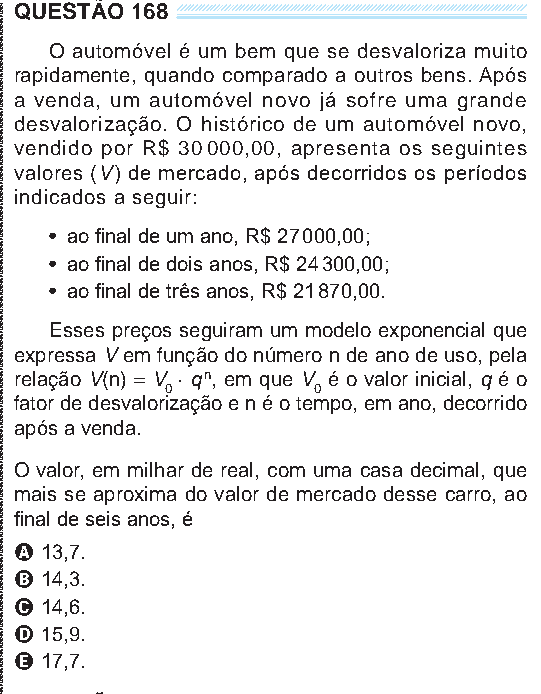 QUESTÃO 168
O automóvel é um bem que se desvaloriza muito
rapidamente, quando comparado a outros bens. Após
a venda, um automóvel novo já sofre uma grande
desvalorização. O histórico de um automóvel novo,
vendido por R$ 30 000,00, apresenta os seguintes
valores (V) de mercado, após decorridos os períodos
indicados a seguir:
• ao final de um ano, R$ 27 000,00;
• ao final de dois anos, R$ 24 300,00;
• ao final de três anos, R$ 21 870,00.
Esses preços seguiram um modelo exponencial que
expressa V em função do número n de ano de uso, pela
relação V(n) = V₀ · qⁿ, em que V₀ é o valor inicial, q é o
fator de desvalorização e n é o tempo, em ano, decorrido
após a venda.
O valor, em milhar de real, com uma casa decimal, que
mais se aproxima do valor de mercado desse carro, ao
final de seis anos, é
A 13,7.
B 14,3.
C 14,6.
D 15,9.
E 17,7.